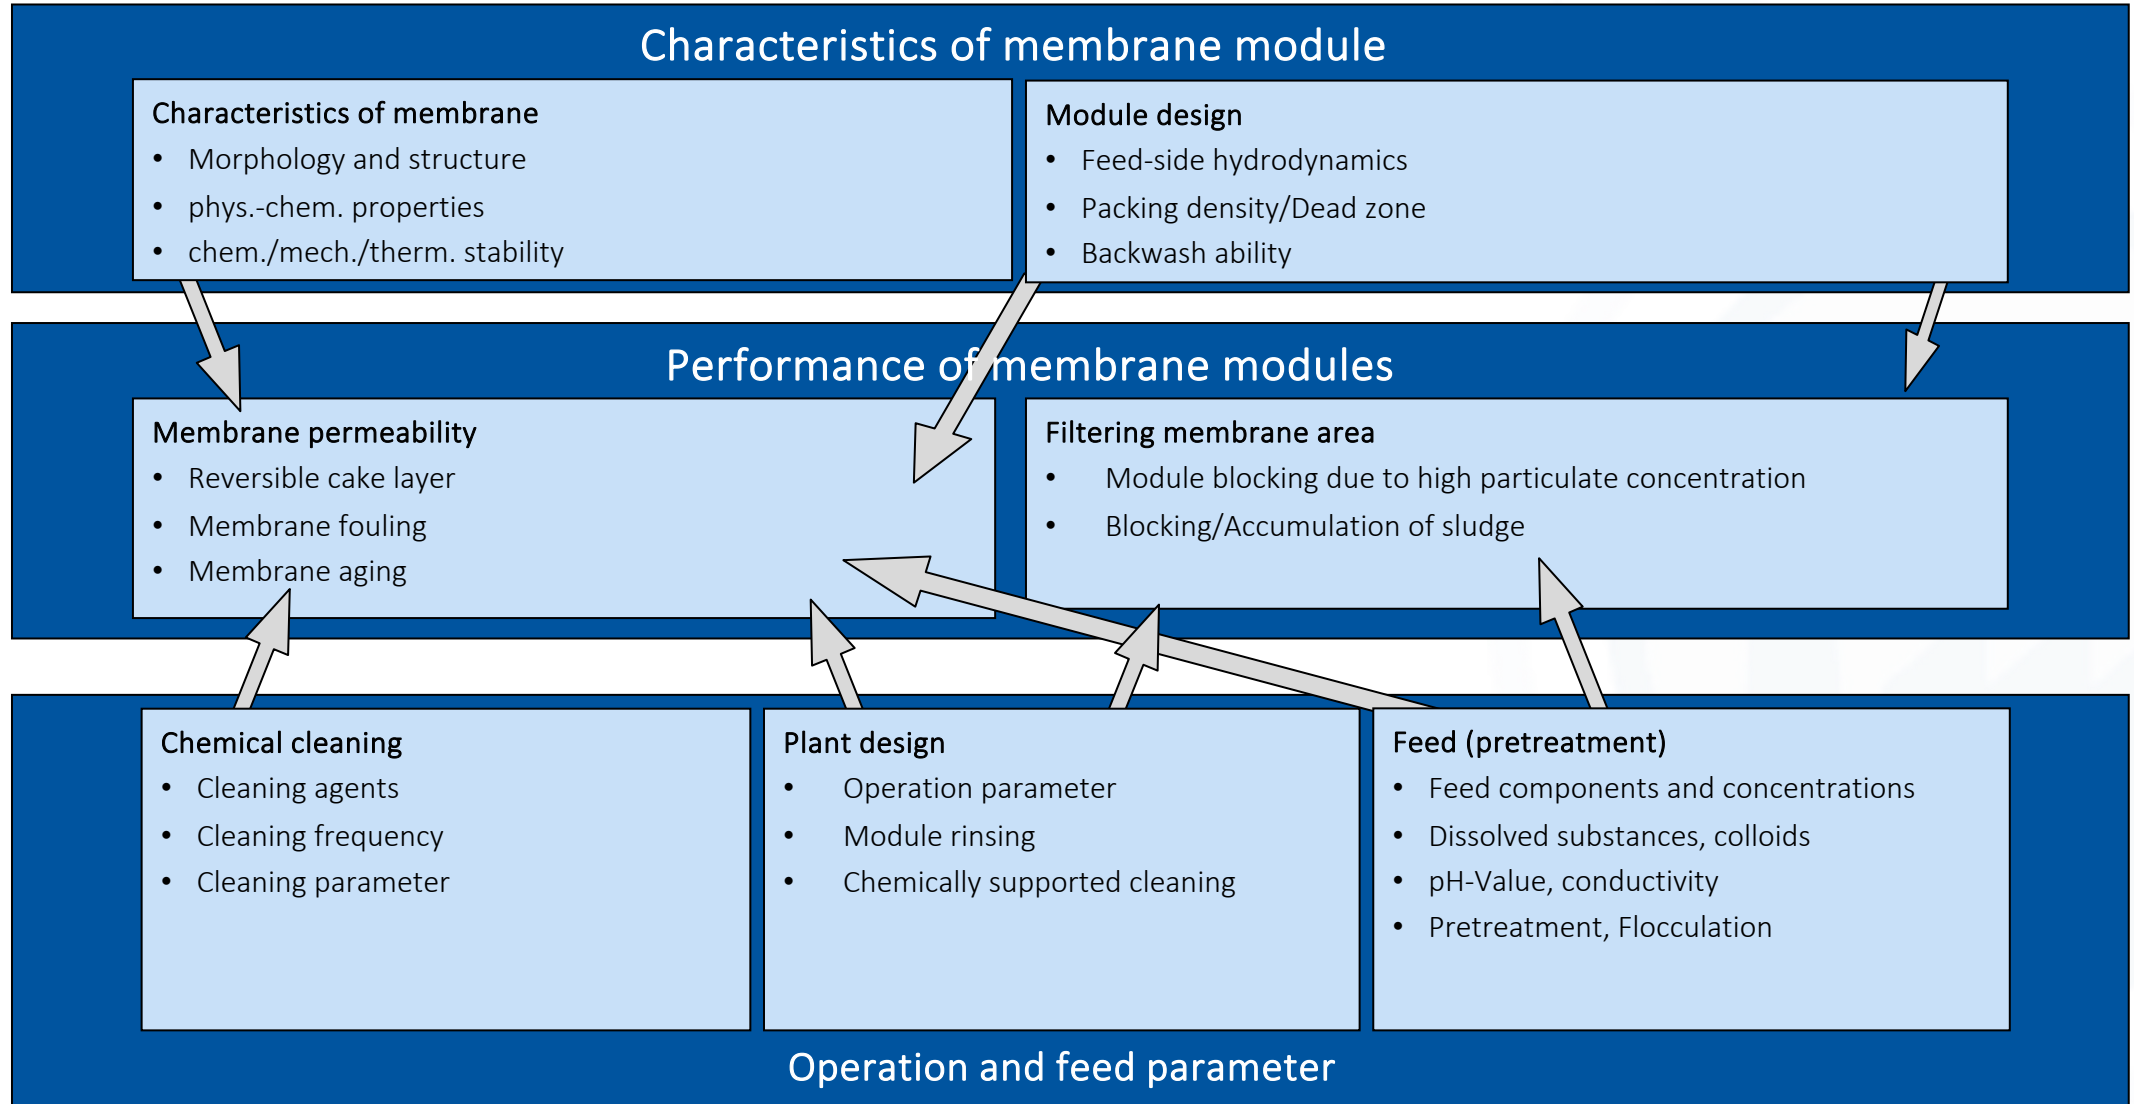 Characteristics of membrane module
Characteristics of membrane
• Morphology and structure
• phys.-chem. properties
• chem./mech./therm. stability
Module design
• Feed-side hydrodynamics
• Packing density/Dead zone
• Backwash ability
Performance of membrane modules
Membrane permeability
• Reversible cake layer
• Membrane fouling
• Membrane aging
Filtering membrane area
• Module blocking due to high particulate concentration
• Blocking/Accumulation of sludge
Chemical cleaning
• Cleaning agents
• Cleaning frequency
• Cleaning parameter
Plant design
• Operation parameter
• Module rinsing
• Chemically supported cleaning
Feed (pretreatment)
• Feed components and concentrations
• Dissolved substances, colloids
• pH-Value, conductivity
• Pretreatment, Flocculation
Operation and feed parameter